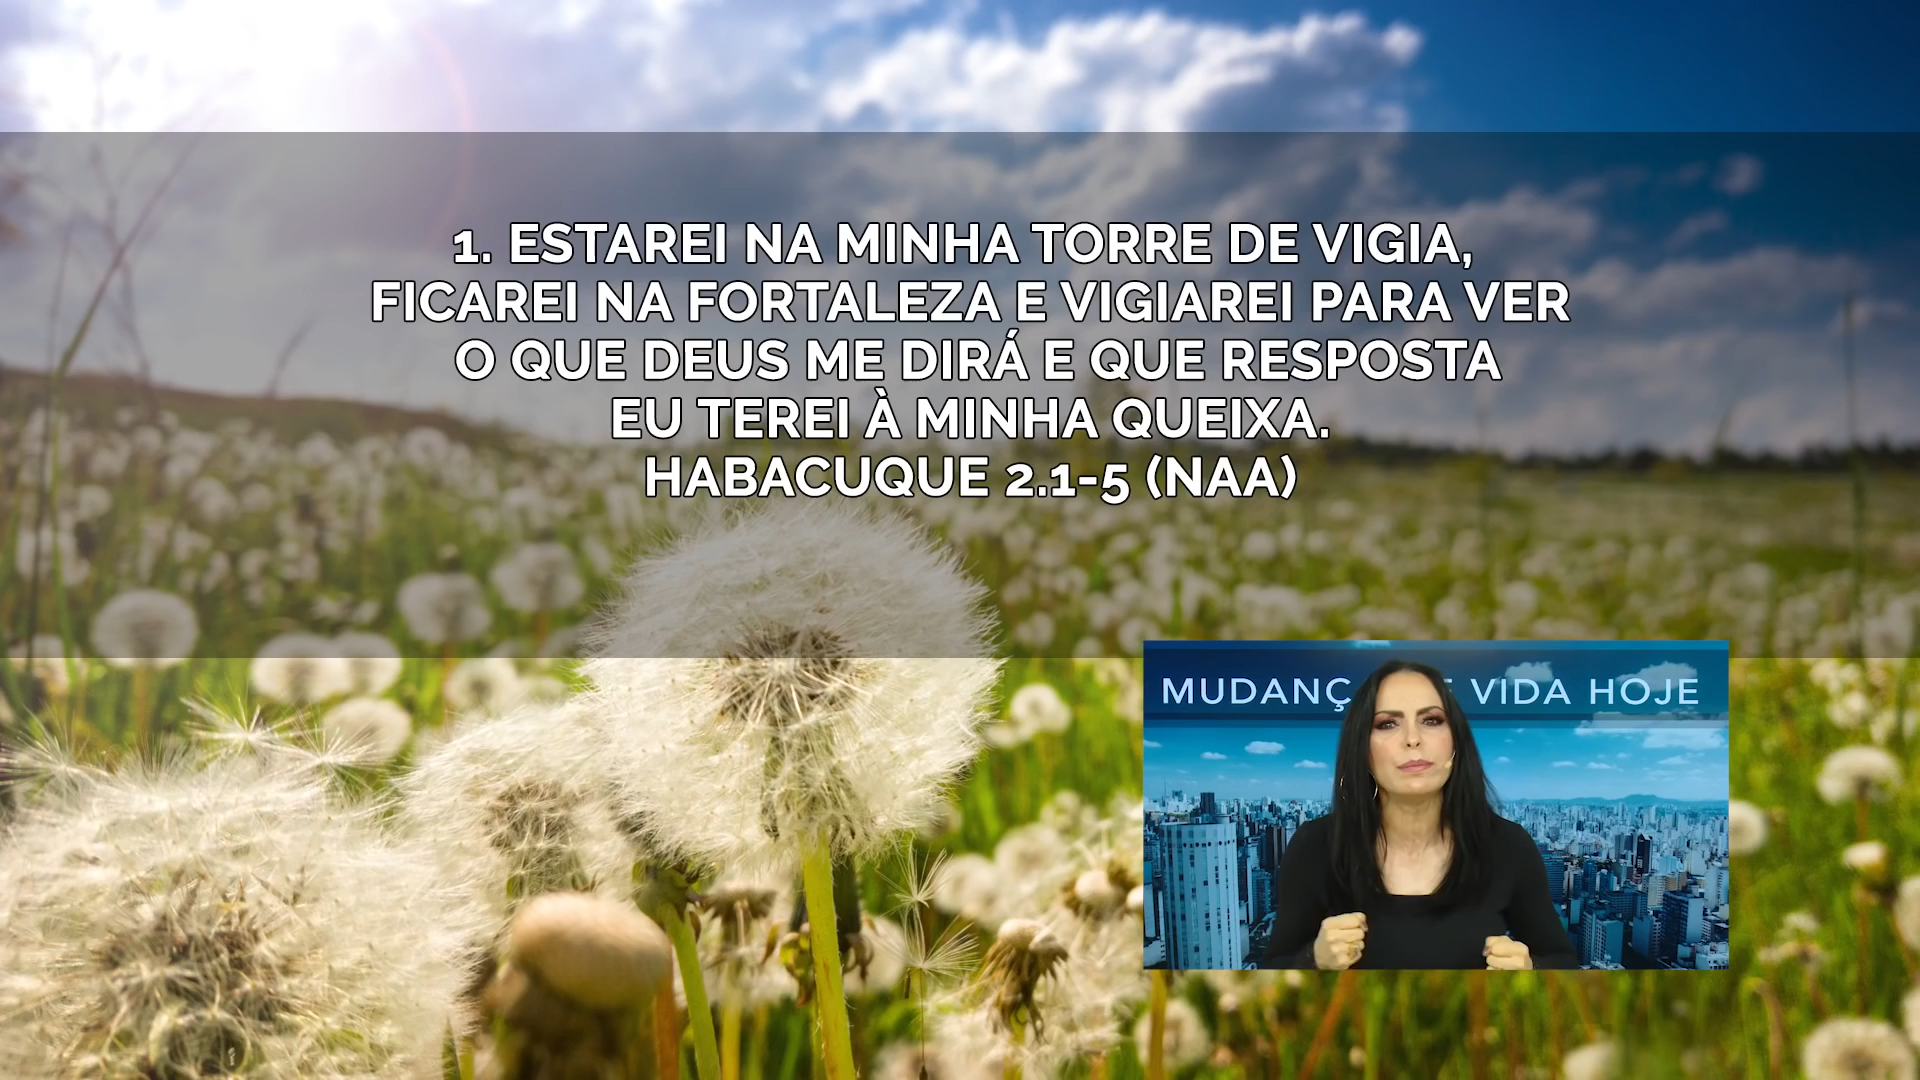 1. ESTAREI NA MINHA TORRE DE VIGIA,
FICAREI NA FORTALEZA E VIGIAREI PARA VER
O QUE DEUS ME DIRÁ E QUE RESPOSTA
EU TEREI À MINHA QUEIXA.
HABACUQUE 2.1-5 (NAA)
MUDANÇ E VIDA HOJE